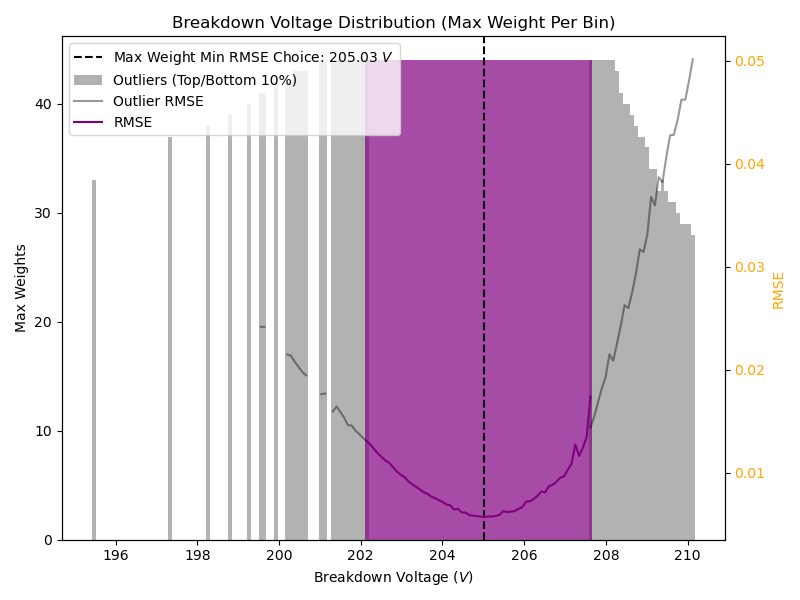 Breakdown Voltage Distribution (Max Weight Per Bin)
Max Weight Min RMSE Choice: 205.03 V
Outliers (Top/Bottom 10%)
Outlier RMSE
RMSE
Max Weights
40
30
20
10
0
0.05
0.04
0.03
0.02
0.01
RMSE
196 198 200 202 204 206 208 210
Breakdown Voltage (V)